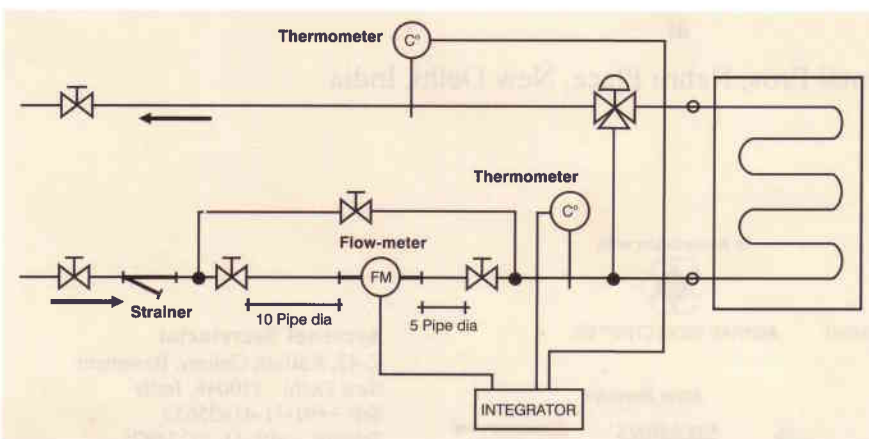 Thermometer
C°
Thermometer
C°
Flow-meter
FM
Strainer
10 Pipe dia
5 Pipe dia
INTEGRATOR